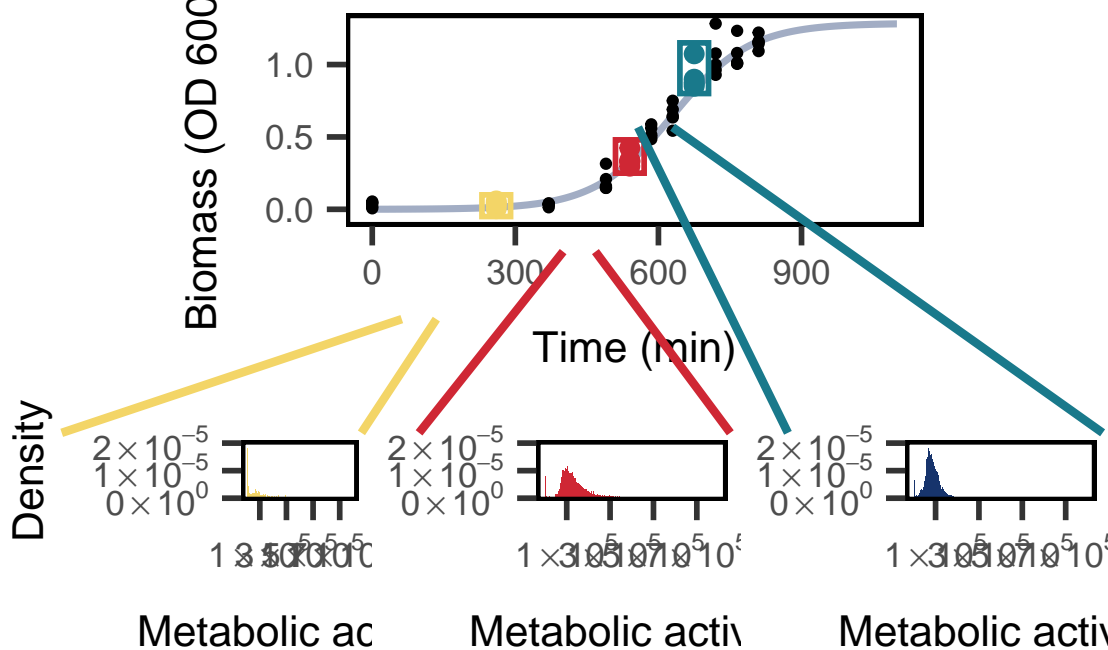 Biomass (OD 600
1.0
0.5
0.0
0 300 600 900
Time (min)
Density
2×10⁻⁵
1×10⁻⁵
0×10⁰
2×10⁻⁵
1×10⁻⁵
0×10⁰
2×10⁻⁵
1×10⁻⁵
0×10⁰
Metabolic ac
Metabolic activ
Metabolic activ